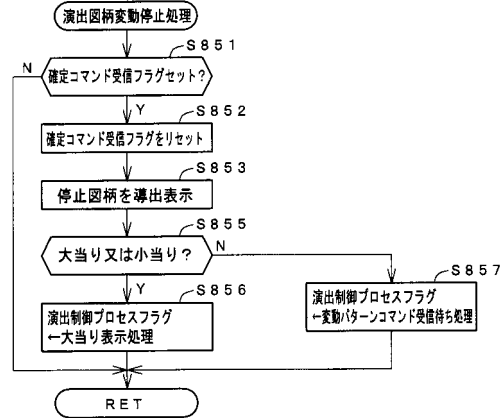 演出図柄変動停止処理
S851
N
確定コマンド受信フラグセット?
Y
S852
確定コマンド受信フラグをリセット
S853
停止図柄を導出表示
S855
大当り又は小当り?
N
Y
S856
S857
演出制御プロセスフラグ
←大当り表示処理
演出制御プロセスフラグ
←変動パターンコマンド受信待ち処理
RET